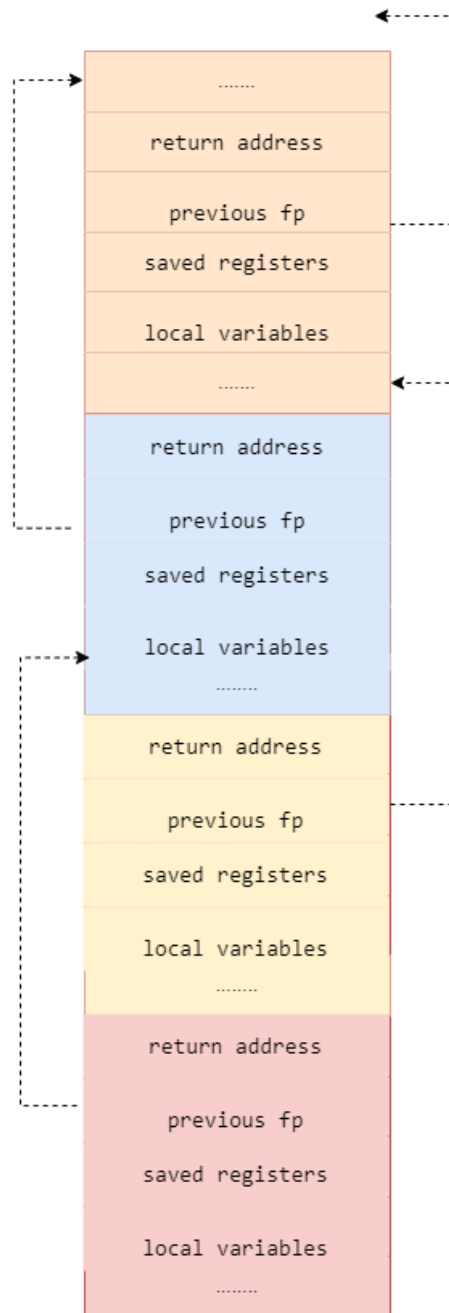 .......
return address
previous fp
saved registers
local variables
.......
return address
previous fp
saved registers
local variables
........
return address
previous fp
saved registers
local variables
........
return address
previous fp
saved registers
local variables
........